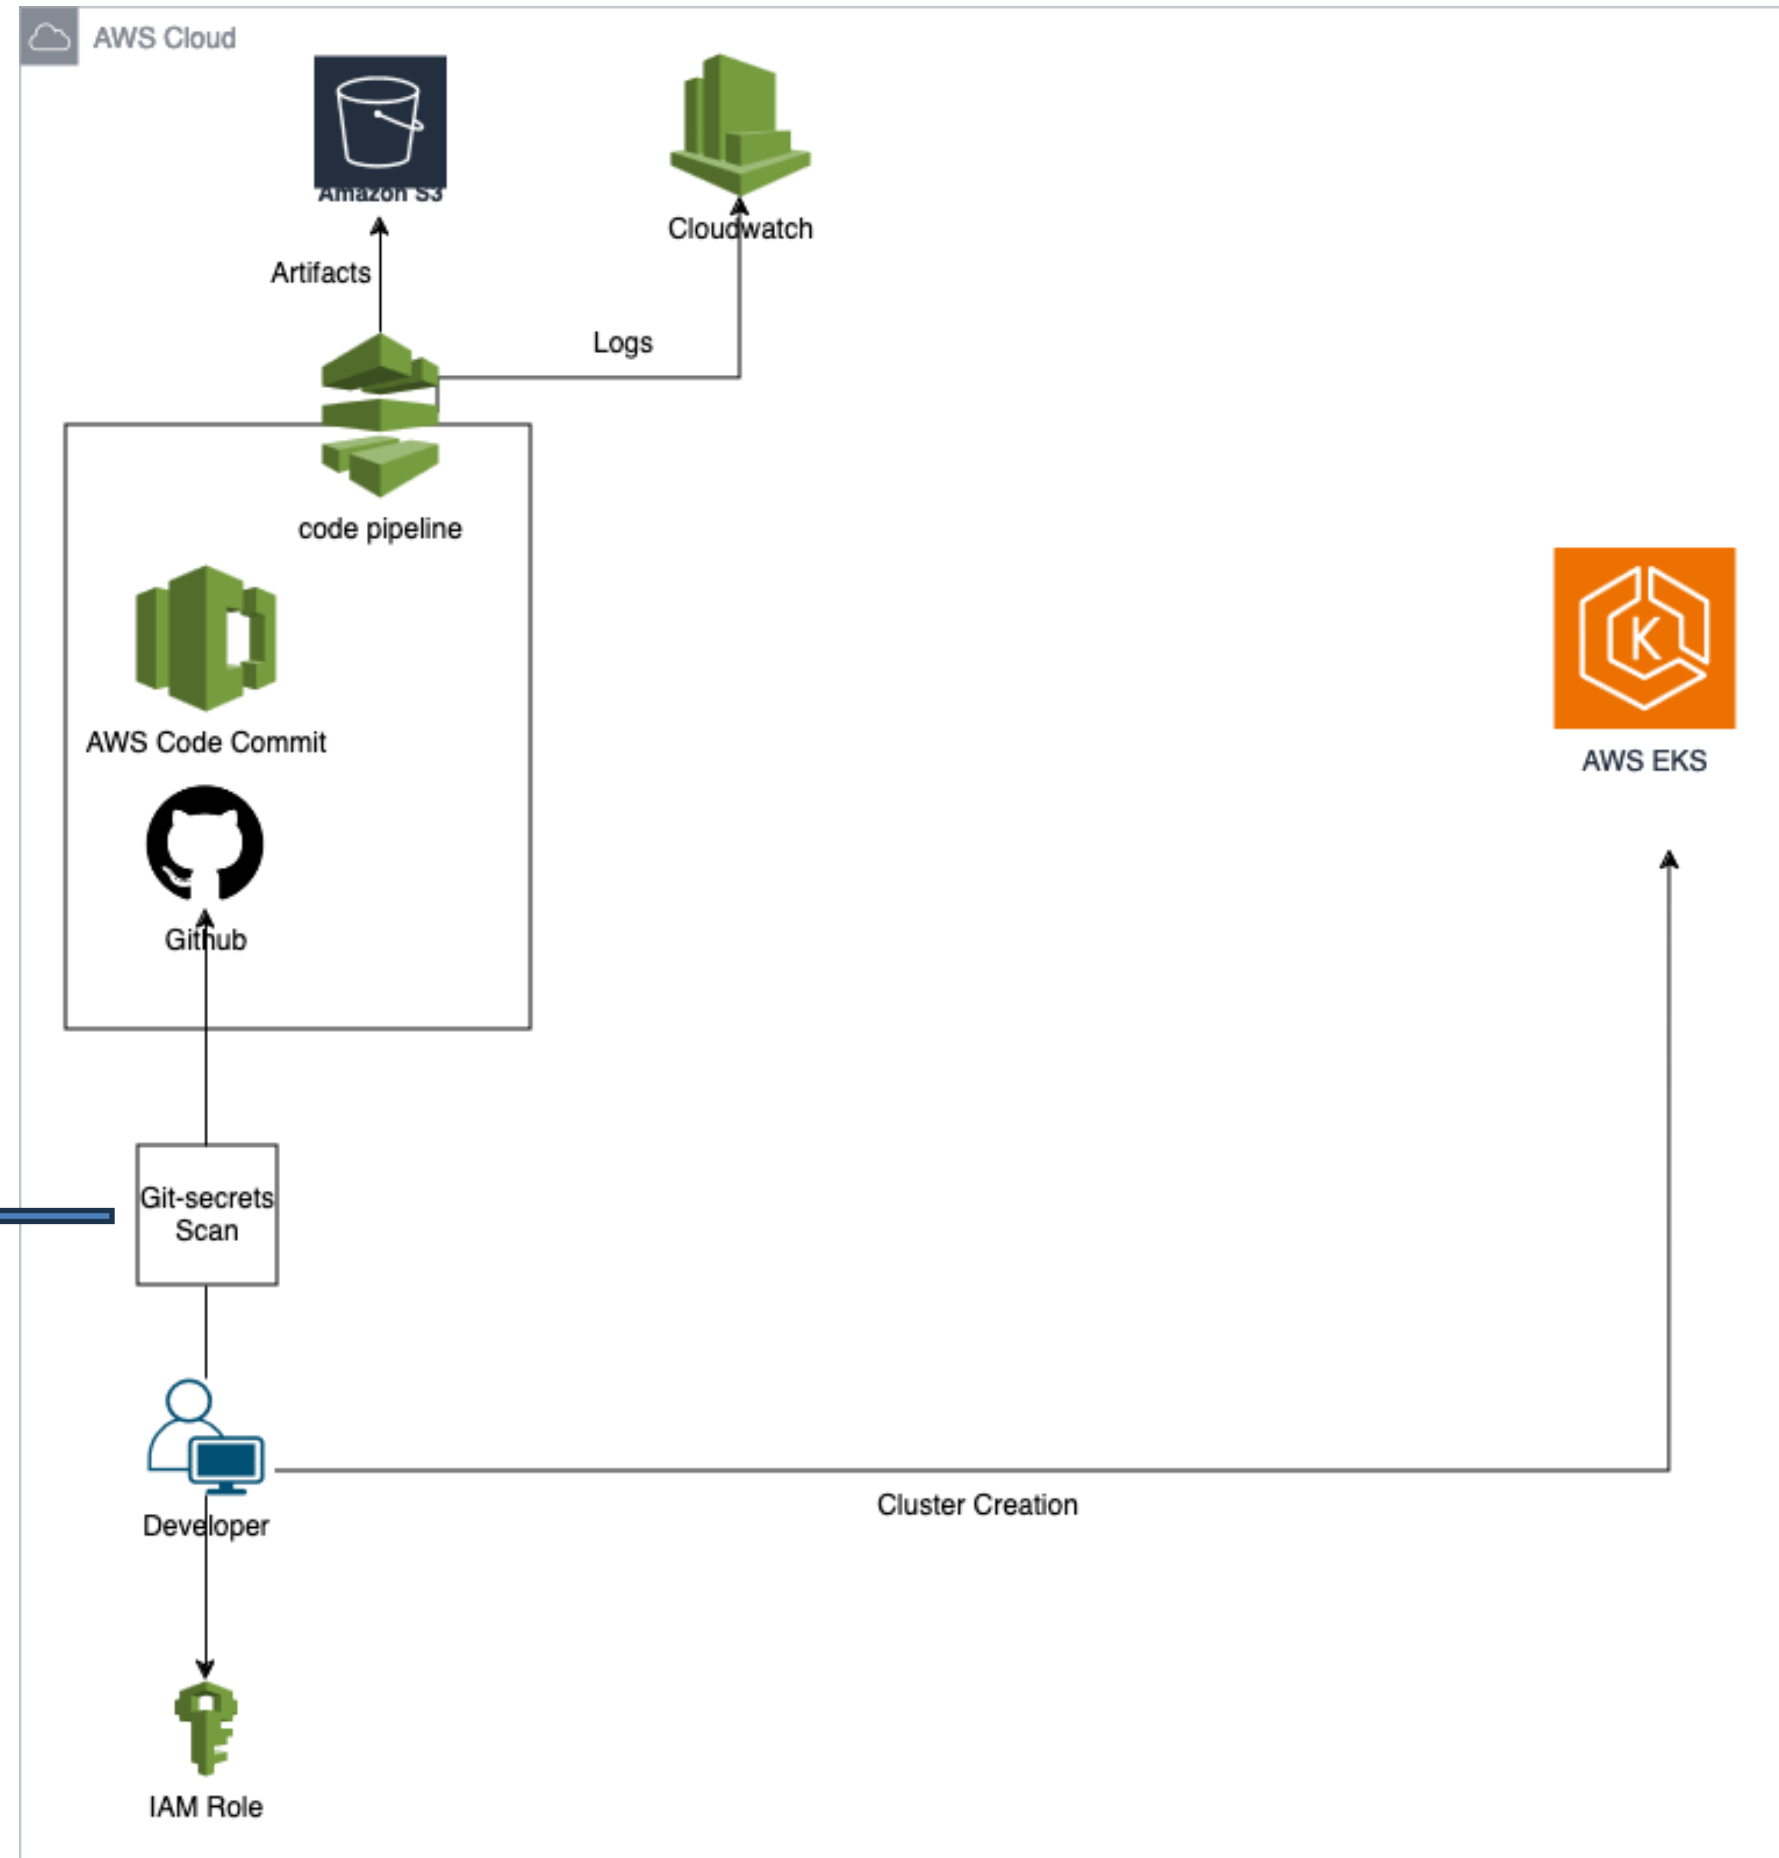 AWS Cloud
Amazon S3
Cloudwatch
Artifacts
Logs
code pipeline
AWS Code Commit
AWS EKS
K
Github
Git-secrets
Scan
Developer
Cluster Creation
IAM Role